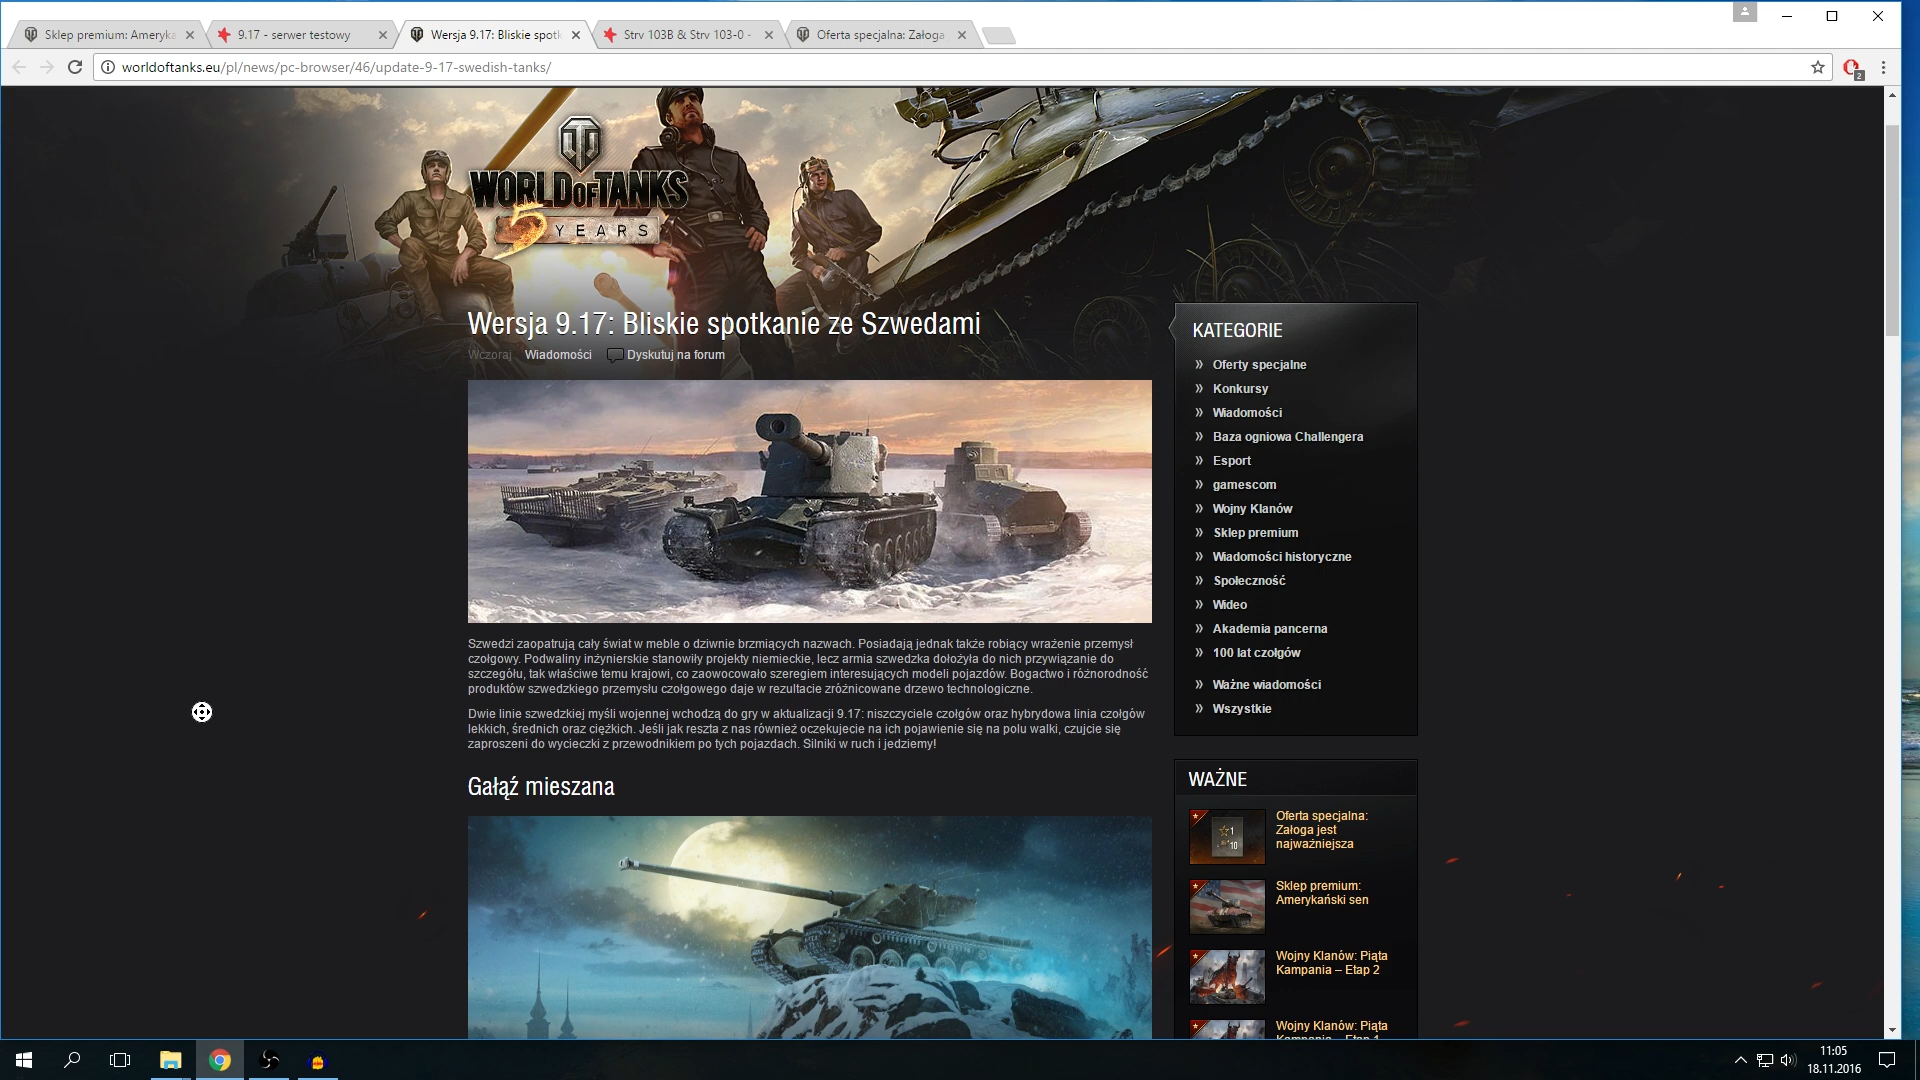 Sklep premium: Ameryka
9.17 - serwer testowy
Wersja 9.17: Bliskie spotk
Strv 103B & Strv 103-0 -
Oferta specjalna: Załoga
worldoftanks.eu/pl/news/pc-browser/46/update-9-17-swedish-tanks/
2
WORLD OF TANKS
5 YEARS
Wersja 9.17: Bliskie spotkanie ze Szwedami
Wczoraj Wiadomości Dyskutuj na forum
Szwedzi zaopatrują cały świat w meble o dziwnie brzmiących nazwach. Posiadają jednak także robiący wrażenie przemysł
czołgowy. Podwaliny inżynierskie stanowiły projekty niemieckie, lecz armia szwedzka dołożyła do nich przywiązanie do
szczegółu, tak właściwe temu krajowi, co zaowocowało szeregiem interesujących modeli pojazdów. Bogactwo i różnorodność
produktów szwedzkiego przemysłu czołgowego daje w rezultacie zróżnicowane drzewo technologiczne.
Dwie linie szwedzkiej myśli wojennej wchodzą do gry w aktualizacji 9.17: niszczyciele czołgów oraz hybrydowa linia czołgów
lekkich, średnich oraz ciężkich. Jeśli jak reszta z nas również oczekujecie na ich pojawienie się na polu walki, czujcie się
zaproszeni do wycieczki z przewodnikiem po tych pojazdach. Silniki w ruch i jedziemy!
Gałąź mieszana
KATEGORIE
» Oferty specjalne
» Konkursy
» Wiadomości
» Baza ogniowa Challengera
» Esport
» gamescom
» Wojny Klanów
» Sklep premium
» Wiadomości historyczne
» Społeczność
» Wideo
» Akademia pancerna
» 100 lat czołgów
» Ważne wiadomości
» Wszystkie
WAŻNE
1
10
Oferta specjalna:
Załoga jest
najważniejsza
Sklep premium:
Amerykański sen
Wojny Klanów: Piąta
Kampania – Etap 2
Wojny Klanów: Piąta
Kampania – Etap 1
11:05
18.11.2016